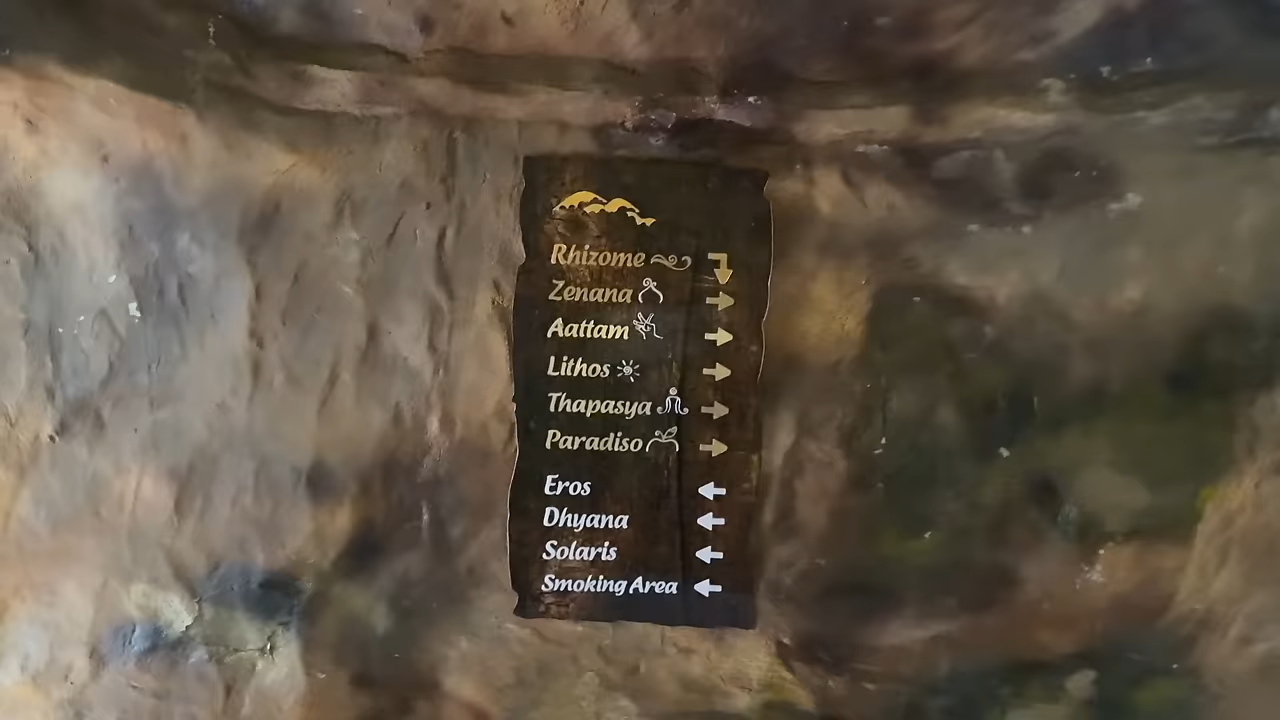 Rhizome
Zenana
Aattam
Lithos
Thapasya
Paradiso
Eros
Dhyana
Solaris
Smoking Area